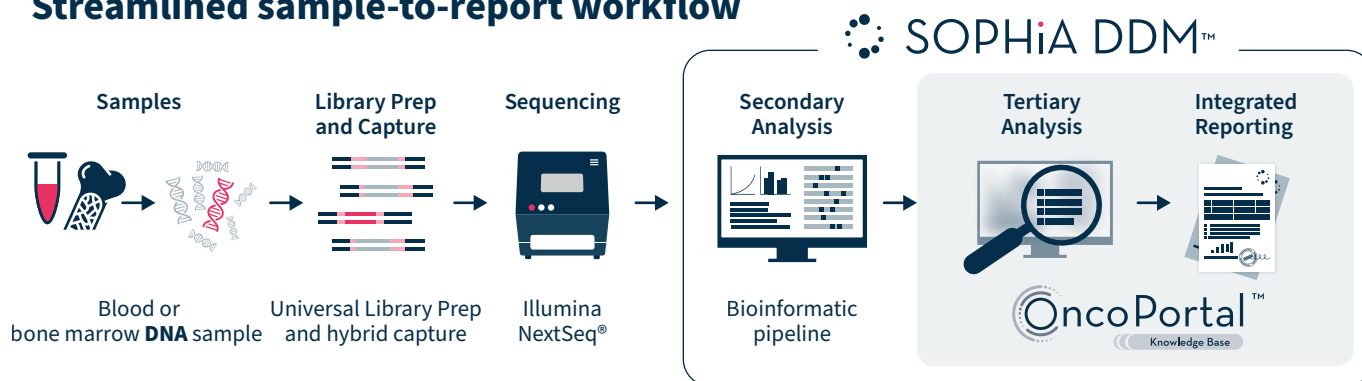 Streamlined sample-to-report workflow
SOPHiA DDM™
Samples
Library Prep
and Capture
Sequencing
Secondary
Analysis
Tertiary
Analysis
Integrated
Reporting
Blood or
bone marrow DNA sample
Universal Library Prep
and hybrid capture
Illumina
NextSeq®
Bioinformatic
pipeline
OncoPortal™
Knowledge Base